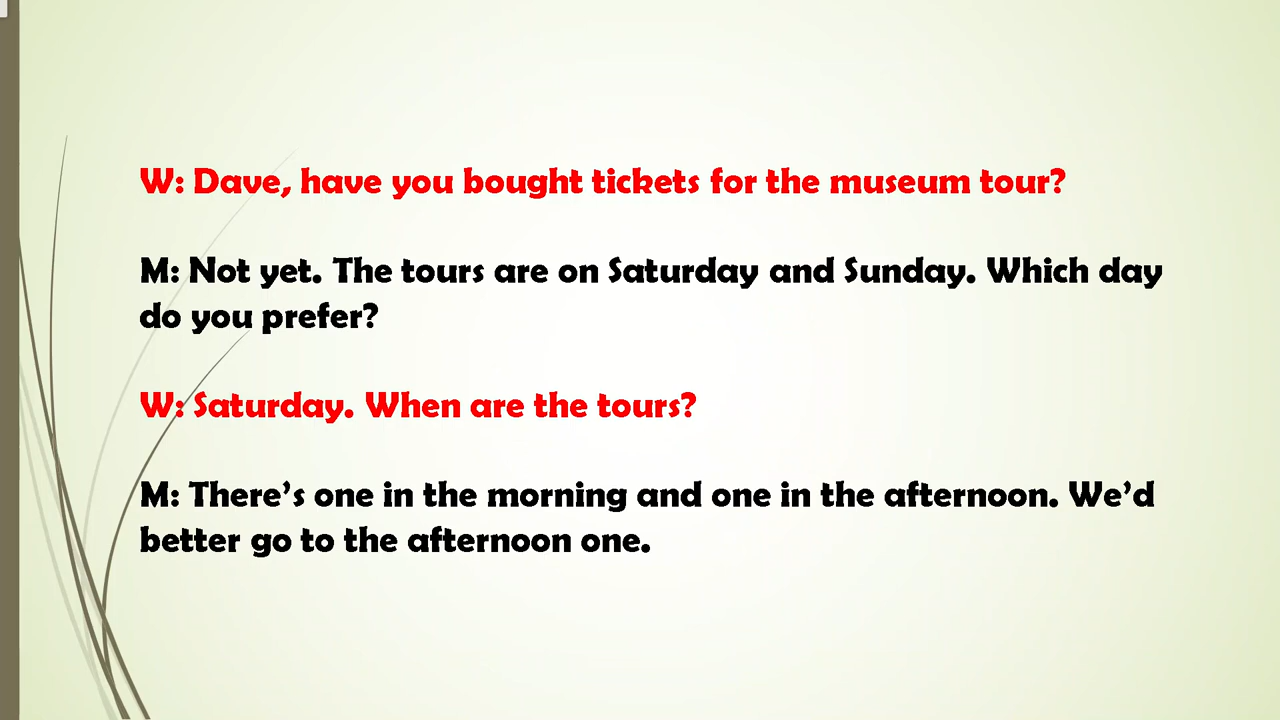 W: Dave, have you bought tickets for the museum tour?
M: Not yet. The tours are on Saturday and Sunday. Which day
do you prefer?
W: Saturday. When are the tours?
M: There’s one in the morning and one in the afternoon. We’d
better go to the afternoon one.